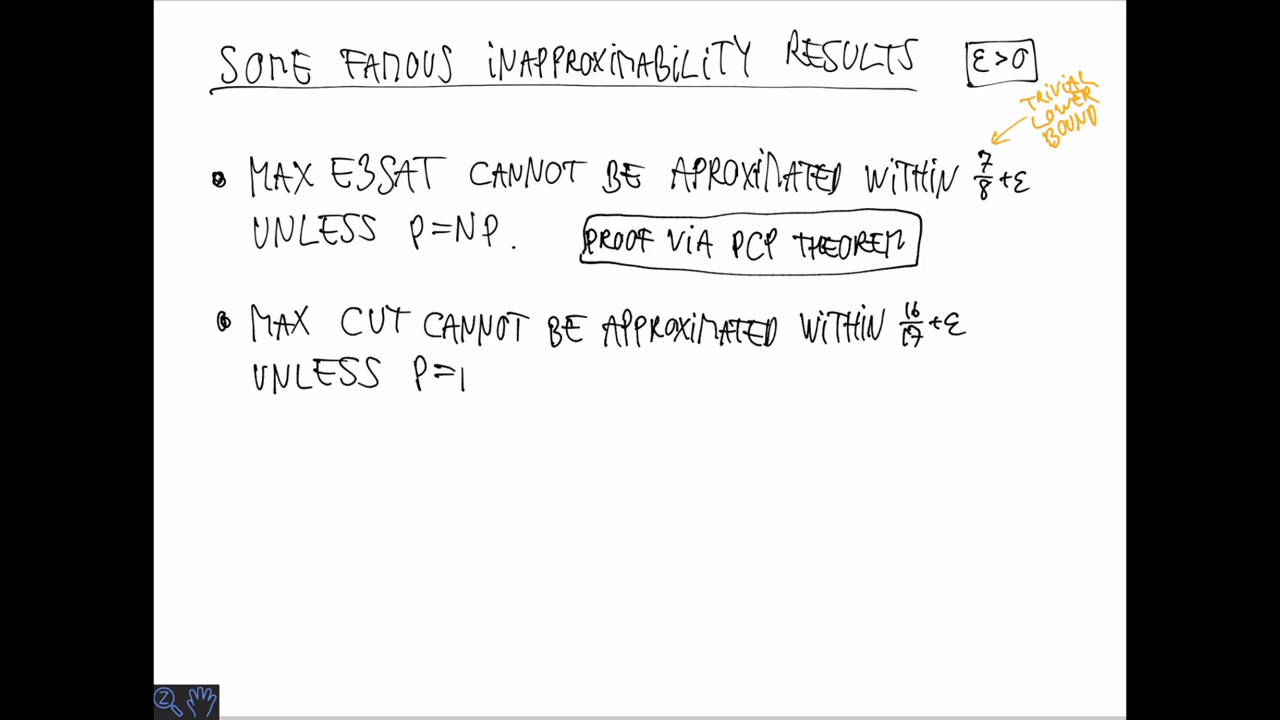 SOME FAMOUS INAPPROXIMABILITY RESULTS ε>0
TRIVIAL
LOWER
BOUND
• MAX E3SAT CANNOT BE APROXIMATED WITHIN 7/8+ε
UNLESS P=NP. PROOF VIA PCP THEOREM
• MAX CUT CANNOT BE APPROXIMATED WITHIN 16/17+ε
UNLESS P=I